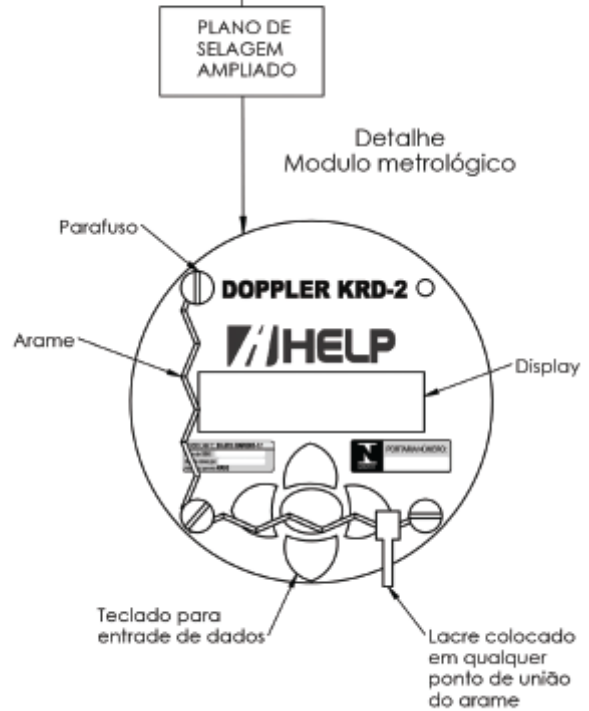 PLANO DE
SELAGEM
AMPLIADO
Detalhe
Modulo metrológico
Parafuso
DOPPLER KRD-2
HELP
Arame
Display
PORTARIA NÚMERO:
Teclado para
entrade de dados
Lacre colocado
em qualquer
ponto de união
do arame